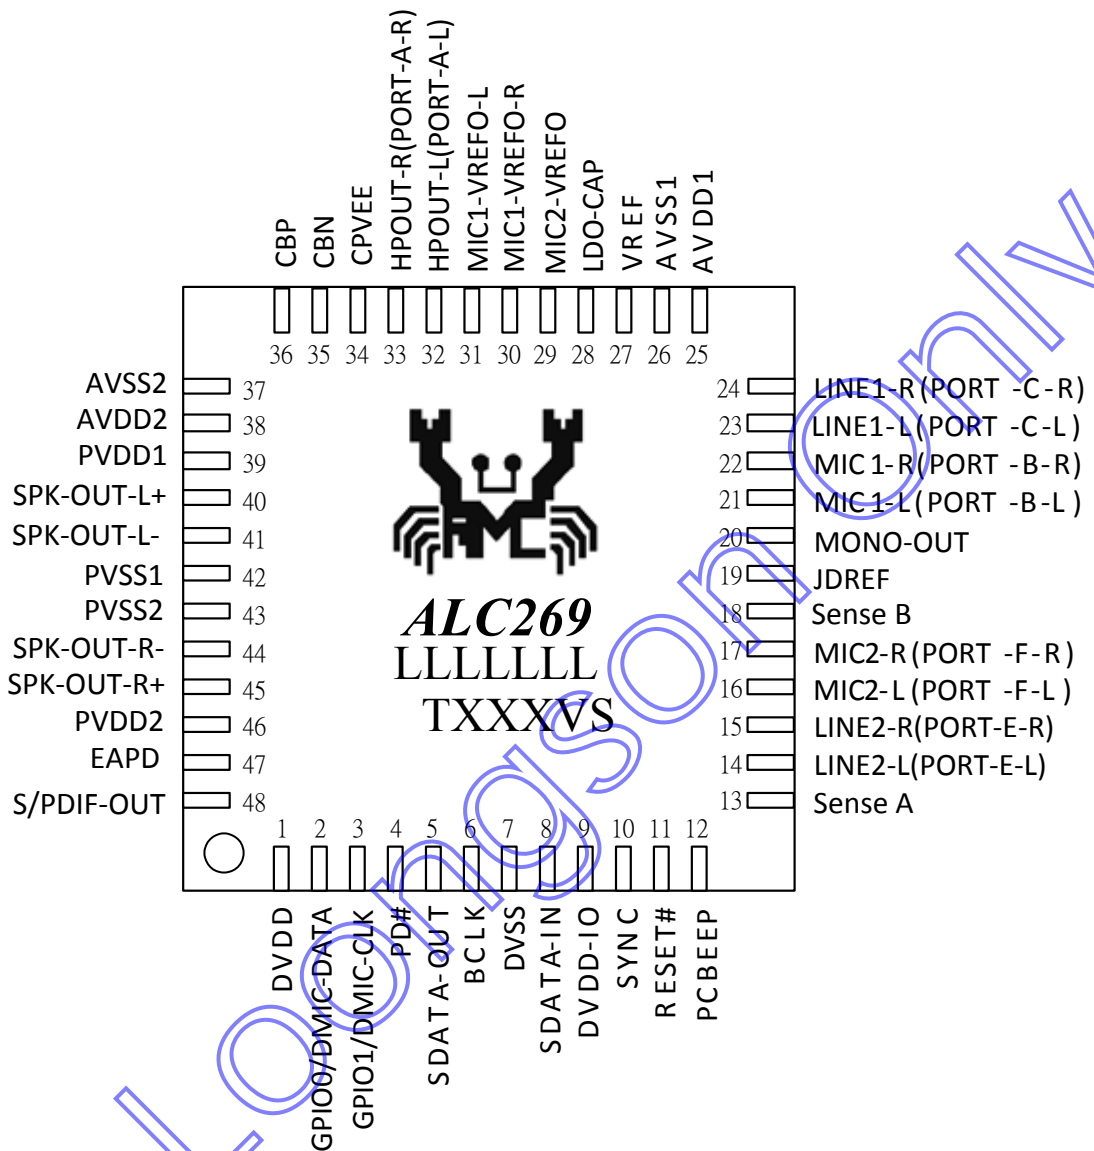 CBP
CBN
CPVEE
HPOUT-R(PORT-A-R)
HPOUT-L(PORT-A-L)
MIC1-VREFO-L
MIC1-VREFO-R
MIC2-VREFO
LDO-CAP
VREF
AVSS1
AVDD1
36 35 34 33 32 31 30 29 28 27 26 25
AVSS2 37
AVDD2 38
PVDD1 39
SPK-OUT-L+ 40
SPK-OUT-L- 41
PVSS1 42
PVSS2 43
SPK-OUT-R- 44
SPK-OUT-R+ 45
PVDD2 46
EAPD 47
S/PDIF-OUT 48
ALC269
LLLLLLL
TXXXVS
24 LINE1-R(PORT-C-R)
23 LINE1-L(PORT-C-L)
22 MIC1-R(PORT-B-R)
21 MIC1-L(PORT-B-L)
20 MONO-OUT
19 JDREF
18 Sense B
17 MIC2-R(PORT-F-R)
16 MIC2-L(PORT-F-L)
15 LINE2-R(PORT-E-R)
14 LINE2-L(PORT-E-L)
13 Sense A
1 2 3 4 5 6 7 8 9 10 11 12
DVDD
GPIO0/DMIC-DATA
GPIO1/DMIC-CLK
PD#
SDATA-OUT
BCLK
DVSS
SDATA-IN
DVDD-IO
SYNC
RESET#
PCBEEP
Loongson Only